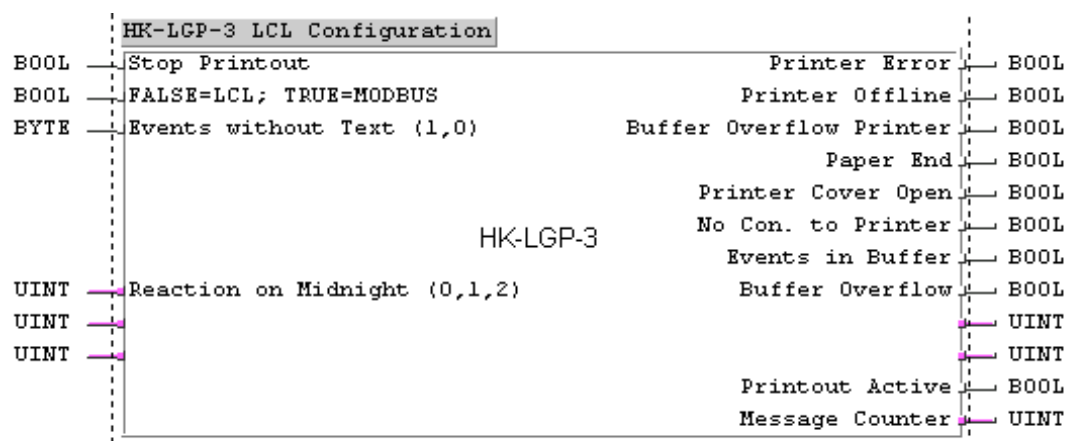 HK-LGP-3 LCL Configuration
BOOL Stop Printout Printer Error BOOL
BOOL FALSE=LCL; TRUE=MODBUS Printer Offline BOOL
BYTE Events without Text (1,0) Buffer Overflow Printer BOOL
Paper End BOOL
Printer Cover Open BOOL
HK-LGP-3 No Con. to Printer BOOL
Events in Buffer BOOL
UINT Reaction on Midnight (0,1,2) Buffer Overflow BOOL
UINT UINT
UINT UINT
Printout Active BOOL
Message Counter UINT